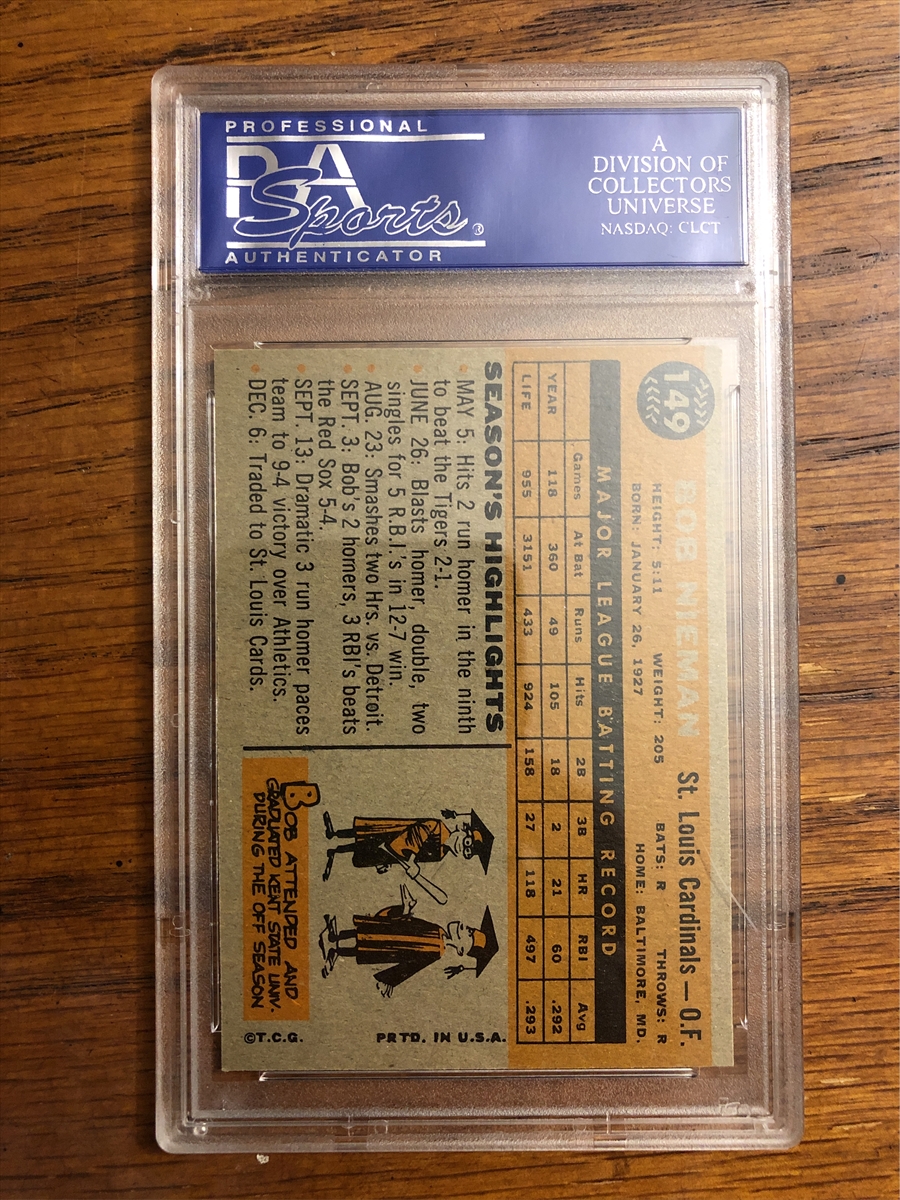 PROFESSIONAL
PSA
Sports®
AUTHENTICATOR
A
DIVISION OF
COLLECTORS
UNIVERSE
NASDAQ: CLCT
149
BOB NIEMAN St. Louis Cardinals — O.F.
HEIGHT: 5:11 WEIGHT: 205 BATS: R THROWS: R
BORN: JANUARY 26, 1927 HOME: BALTIMORE, MD.
MAJOR LEAGUE BATTING RECORD
Games At Bat Runs Hits 2B 3B HR RBI Avg
YEAR 118 360 49 105 18 2 21 60 .292
LIFE 955 3151 433 924 158 27 118 497 .293
SEASON'S HIGHLIGHTS
• MAY 5: Hits 2 run homer in the ninth
to beat the Tigers 2-1.
• JUNE 26: Blasts homer, double, two
singles for 5 R.B.I.'s in 12-7 win.
• AUG. 23: Smashes two Hrs. vs. Detroit.
• SEPT. 3: Bob's 2 homers, 3 RBI's beats
the Red Sox 5-4.
• SEPT. 13: Dramatic 3 run homer paces
team to 9-4 victory over Athletics.
• DEC. 6: Traded to St. Louis Cards.
BOB ATTENDED AND
GRADUATED KENT STATE UNIV.
DURING THE OFF SEASON
©T.C.G. PRTD. IN U.S.A.